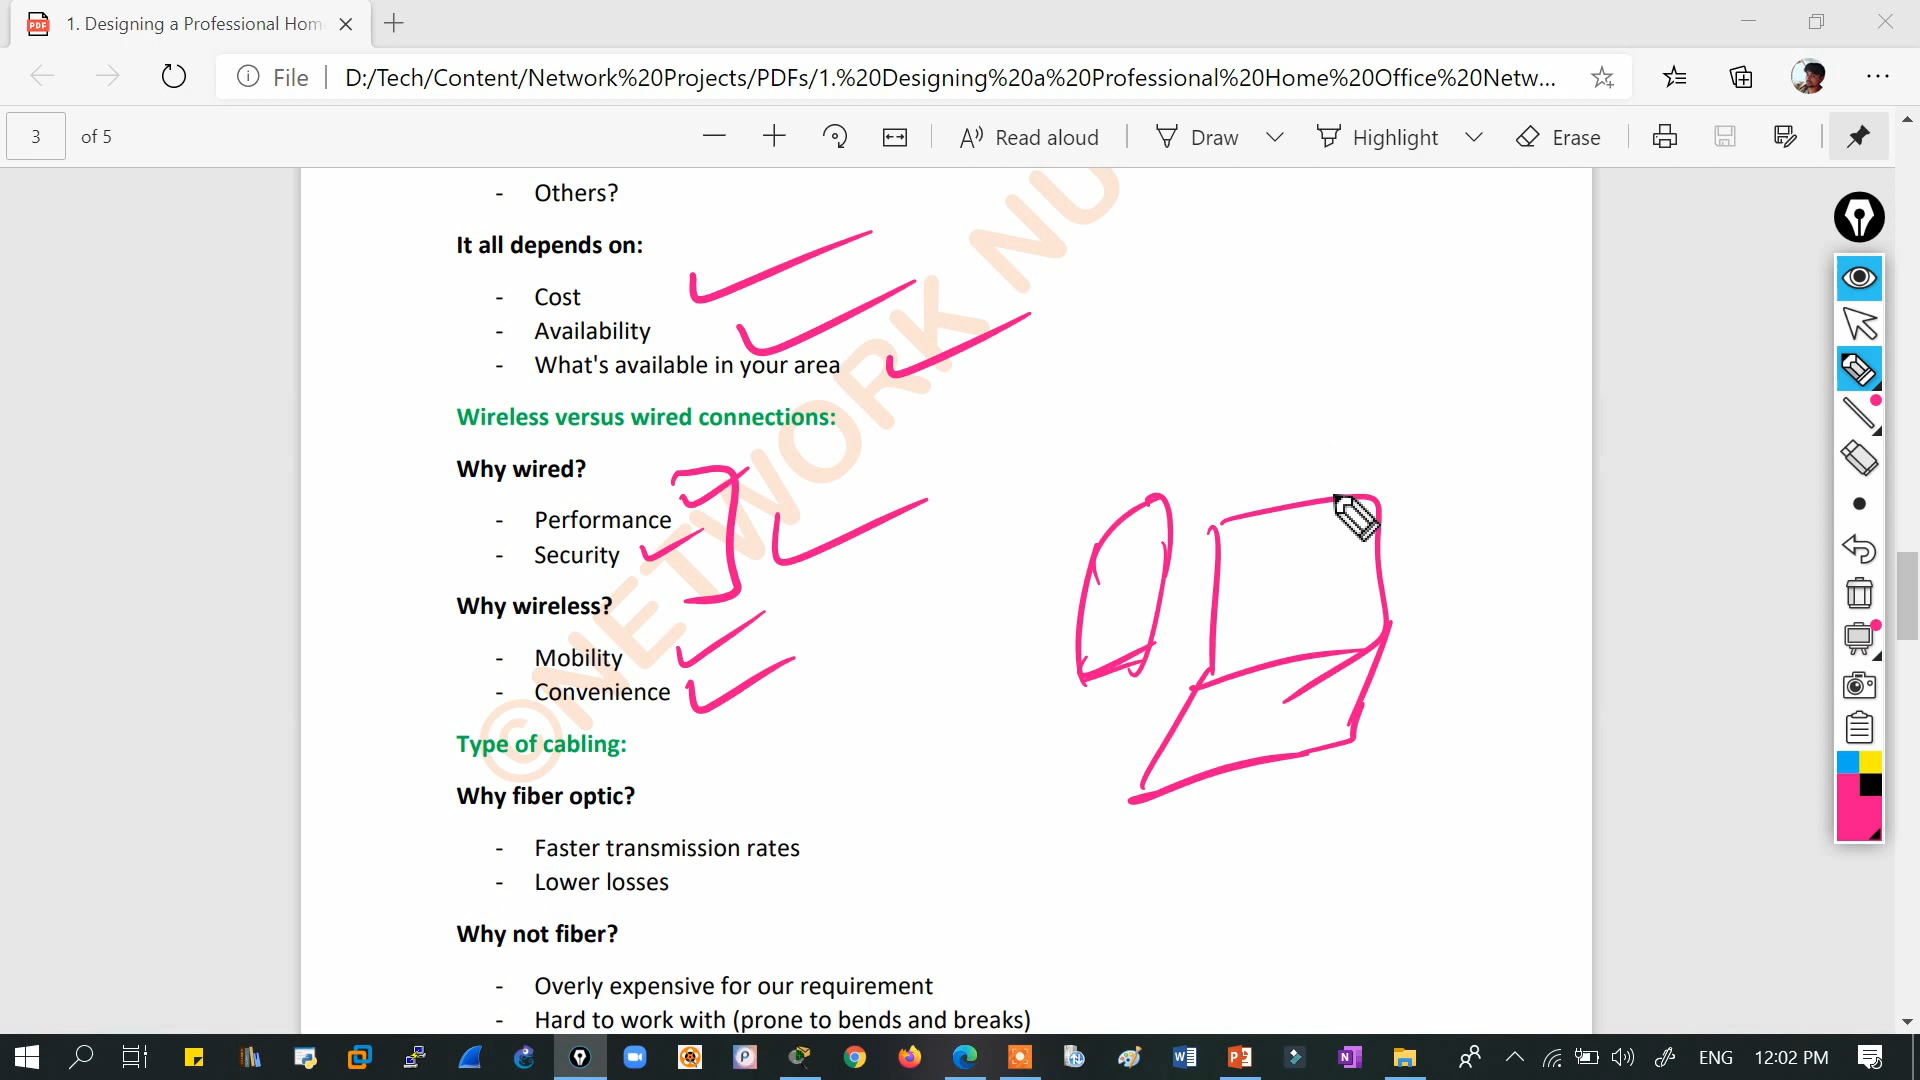 1. Designing a Professional Hom
File
D:/Tech/Content/Network%20Projects/PDFs/1.%20Designing%20a%20Professional%20Home%20Office%20Netw...
3 of 5
Read aloud
Draw
Highlight
Erase
- Others?
It all depends on:
- Cost
- Availability
- What's available in your area
Wireless versus wired connections:
Why wired?
- Performance
- Security
Why wireless?
- Mobility
- Convenience
Type of cabling:
Why fiber optic?
- Faster transmission rates
- Lower losses
Why not fiber?
- Overly expensive for our requirement
- Hard to work with (prone to bends and breaks)
©NETWORK NU
ENG
12:02 PM